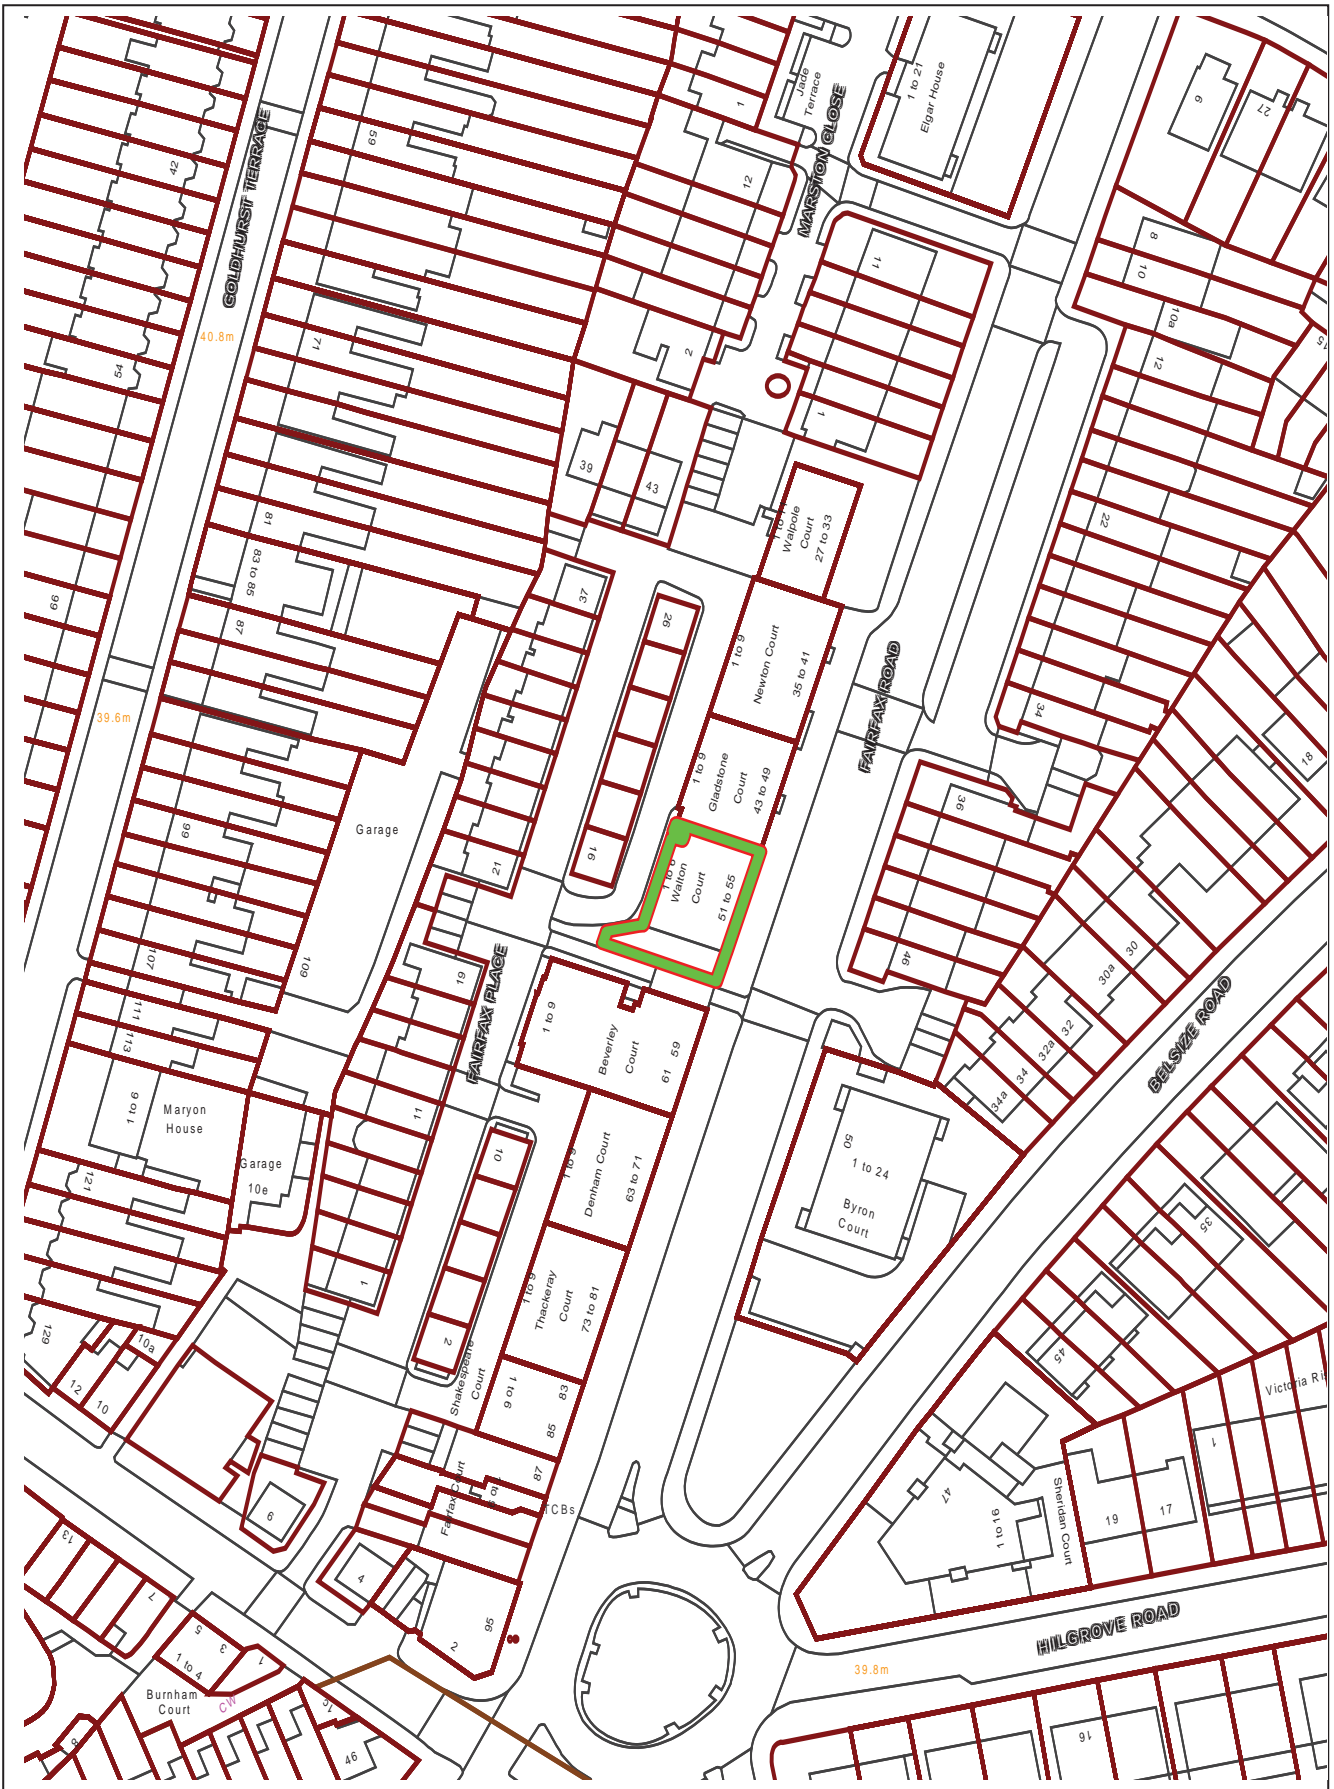 Jade
Terrace
MARSTON CLOSE
1 to 21
Elgar House
6
27
1
59
42
12
GOLDHURST TERRACE
11
8
10
10a
12
15
40.8m
71
54
2
1
39
43
22
81
83 to 85
87
Walpole
Court
27 to 33
37
26
1 to 9
Newton Court
35 to 41
FAIRFAX ROAD
34
18
39.6m
99
Garage
1 to 9
Gladstone
Court
43 to 49
36
16
21
Walton
Court
51 to 55
46
30
30a
32
32a
34
34a
BELSIZE ROAD
107
109
19
FAIRFAX PLACE
111
113
1 to 9
Beverley
Court
59
61
Maryon
House
11
50
1 to 24
Byron
Court
Garage
10e
10
121
1 to 9
Denham Court
63 to 71
35
1
1 to 9
Thackeray
Court
73 to 81
2
Shakespeare
Court
1 to 9
83
85
129
10a
12
10
45
Victoria Ri
87
Fairfax Court
TCBs
47
1 to 16
Sheridan Court
19
17
1
13
7
9
4
95
2
HILGROVE ROAD
39.8m
5
3
1
1 to 4
Burnham
Court
CW
46
16
8